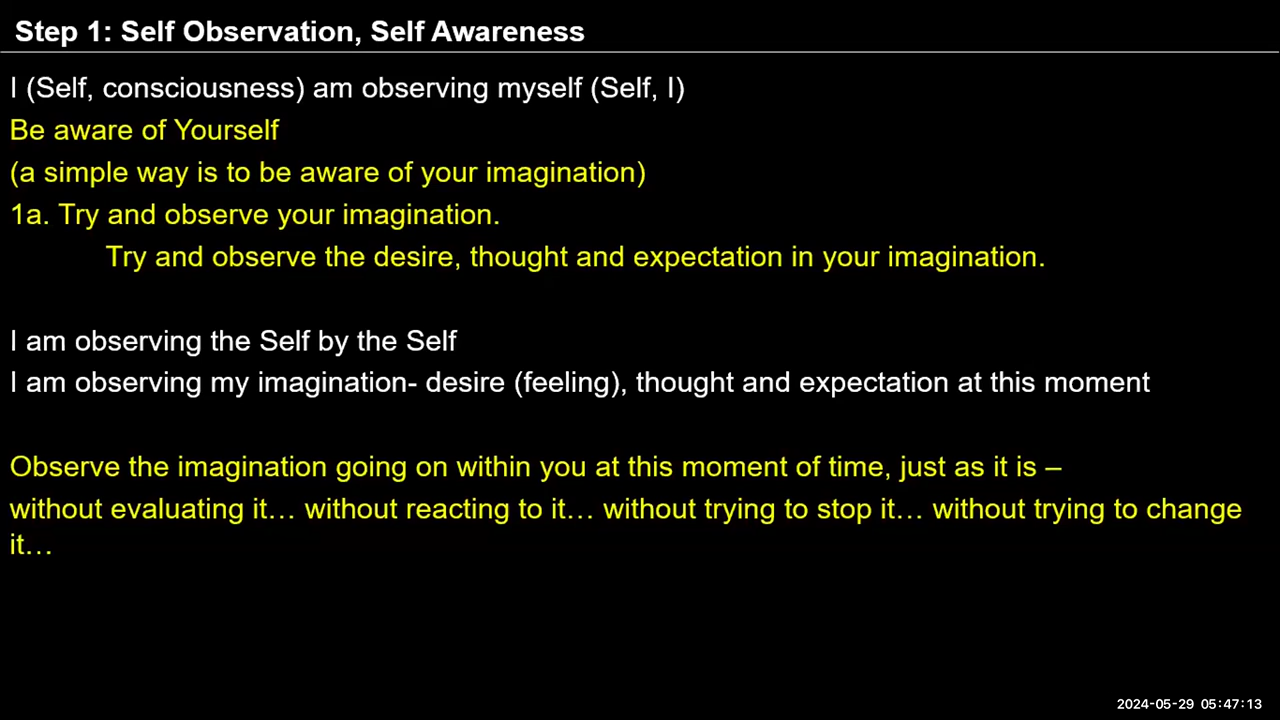 Step 1: Self Observation, Self Awareness
I (Self, consciousness) am observing myself (Self, I)
Be aware of Yourself
(a simple way is to be aware of your imagination)
1a. Try and observe your imagination.
Try and observe the desire, thought and expectation in your imagination.
I am observing the Self by the Self
I am observing my imagination- desire (feeling), thought and expectation at this moment
Observe the imagination going on within you at this moment of time, just as it is –
without evaluating it… without reacting to it… without trying to stop it… without trying to change
it…
2024-05-29 05:47:13